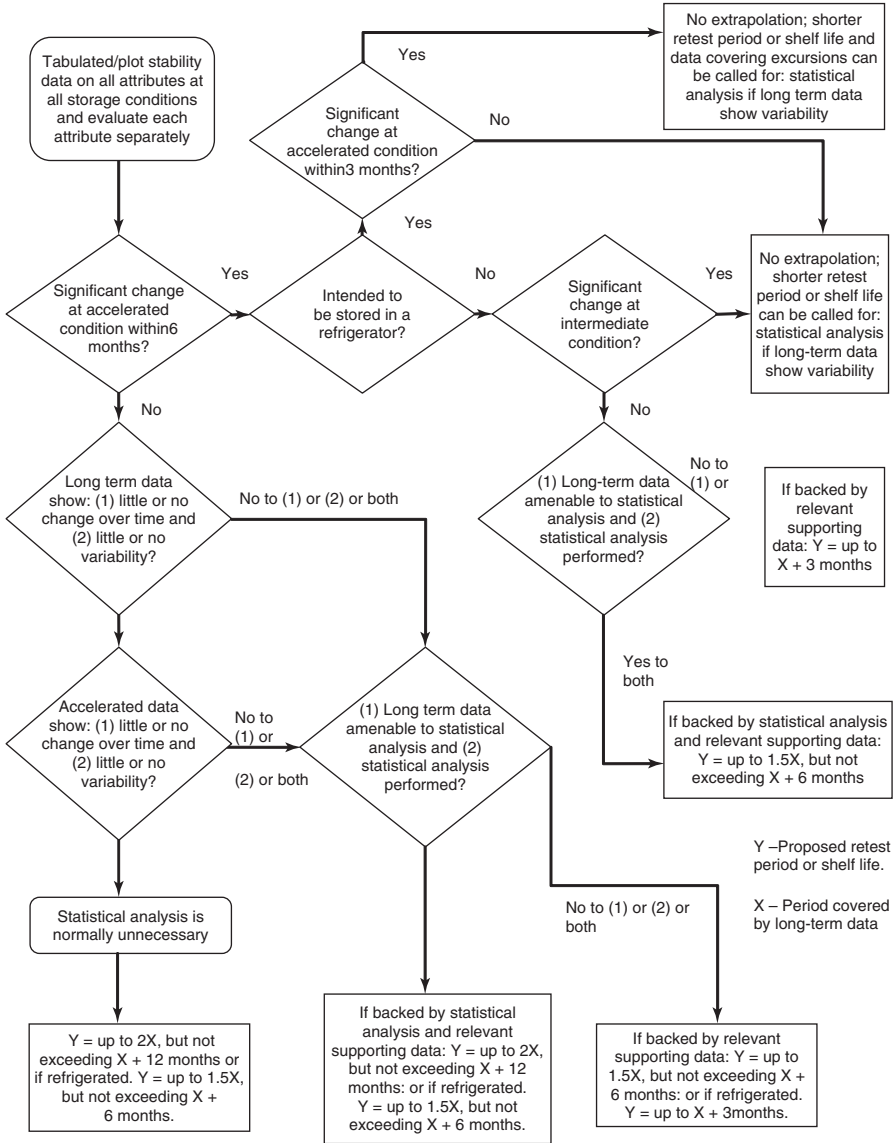 Tabulated/plot stability
data on all attributes at
all storage conditions
and evaluate each
attribute separately
Yes
No extrapolation; shorter
retest period or shelf life and
data covering excursions can
be called for: statistical
analysis if long term data
show variability
Significant
change at
accelerated condition
within3 months?
No
Yes
Significant change
at accelerated
condition within6
months?
Yes
Intended to
be stored in a
refrigerator?
No
Significant
change at
intermediate
condition?
Yes
No extrapolation;
shorter retest
period or shelf life
can be called for:
statistical analysis
if long-term data
show variability
No
No
Long term data
show: (1) little or no
change over time and
(2) little or no
variability?
No to (1) or (2) or both
(1) Long-term data
amenable to statistical
analysis and (2)
statistical analysis
performed?
No to
(1) or
If backed by
relevant
supporting
data: Y = up to
X + 3 months
Yes to
both
Accelerated data
show: (1) little or no
change over time and
(2) little or no
variability?
No to
(1) or
(2) or both
(1) Long term data
amenable to statistical
analysis and (2)
statistical analysis
performed?
If backed by statistical analysis
and relevant supporting data:
Y = up to 1.5X, but not
exceeding X + 6 months
Y –Proposed retest
period or shelf life.
X – Period covered
by long-term data
Statistical analysis is
normally unnecessary
No to (1) or (2) or
both
Y = up to 2X, but not
exceeding X + 12 months or
if refrigerated. Y = up to 1.5X,
but not exceeding X +
6 months.
If backed by statistical
analysis and relevant
supporting data: Y = up to 2X,
but not exceeding X + 12
months: or if refrigerated.
Y = up to 1.5X, but not
exceeding X + 6 months.
If backed by relevant
supporting data: Y = up to
1.5X, but not exceeding X +
6 months: or if refrigerated.
Y = up to X + 3months.